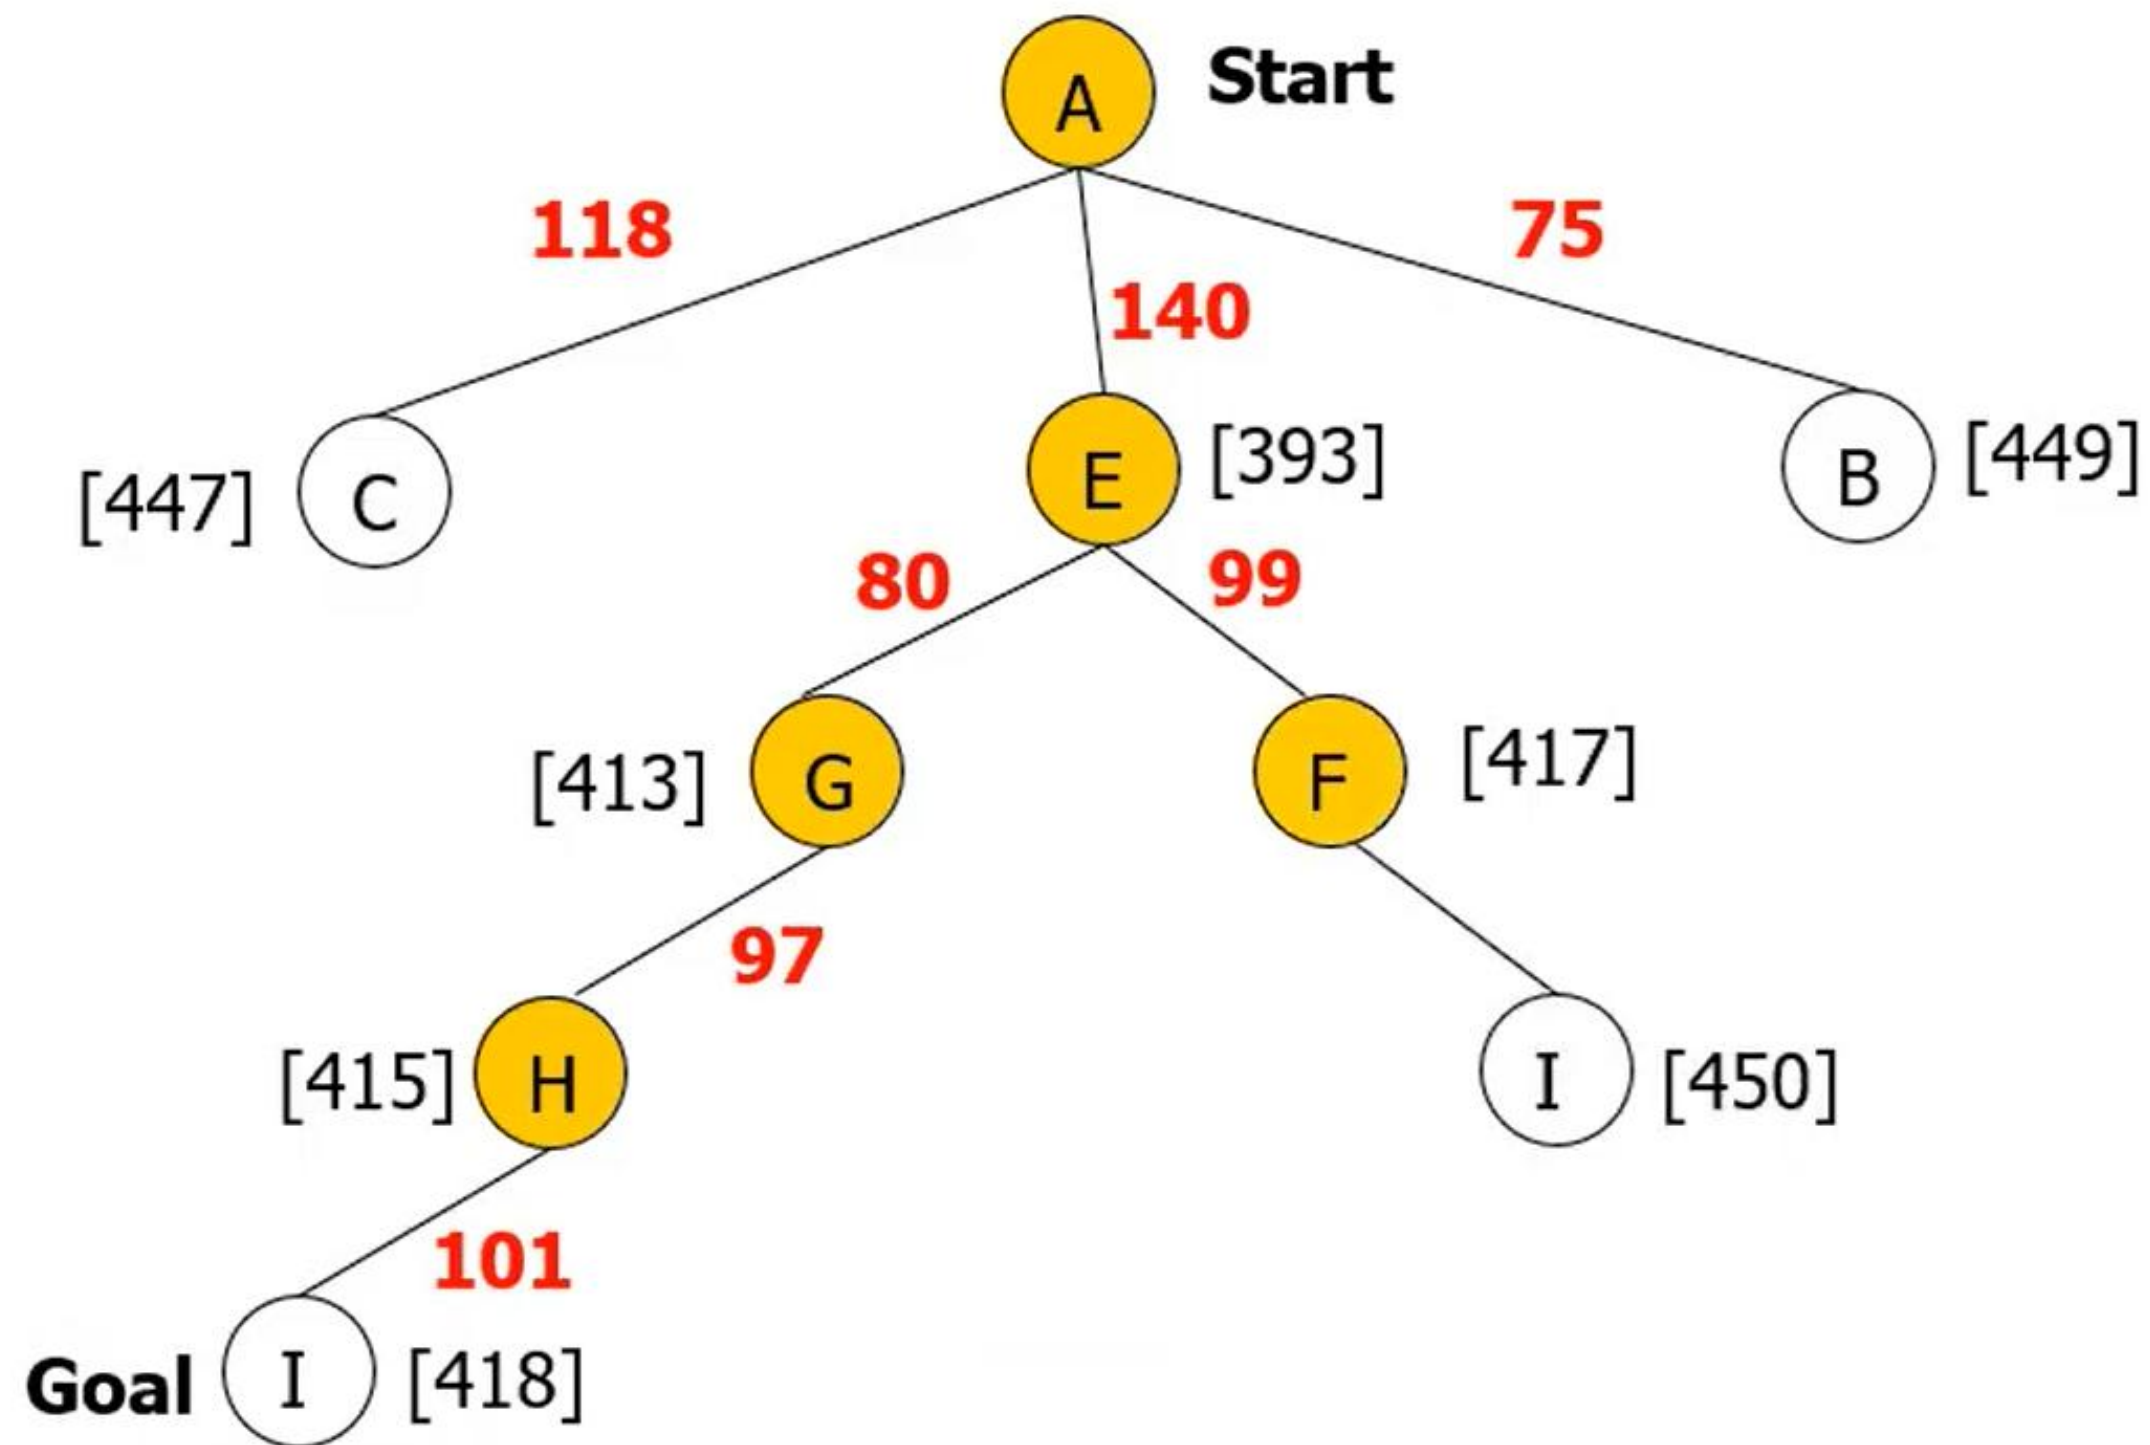 A Start
118
75
140
[447] C
E [393]
B [449]
80
99
[413] G
F [417]
97
[415] H
I [450]
101
Goal I [418]